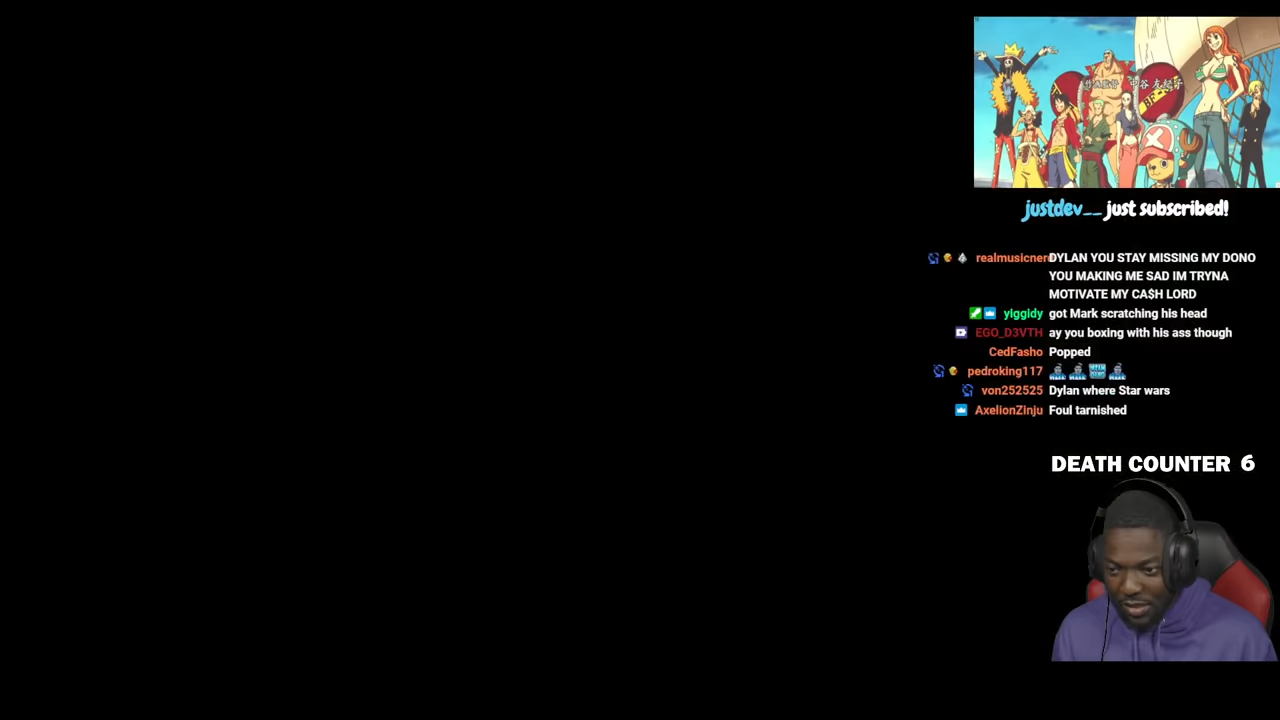 justdev__ just subscribed!
realmusicner DYLAN YOU STAY MISSING MY DONO
YOU MAKING ME SAD IM TRYNA
MOTIVATE MY CA$H LORD
yiggidy got Mark scratching his head
EGO_D3VTH ay you boxing with his ass though
CedFasho Popped
pedroking117
von252525 Dylan where Star wars
AxelionZinju Foul tarnished
DEATH COUNTER 6